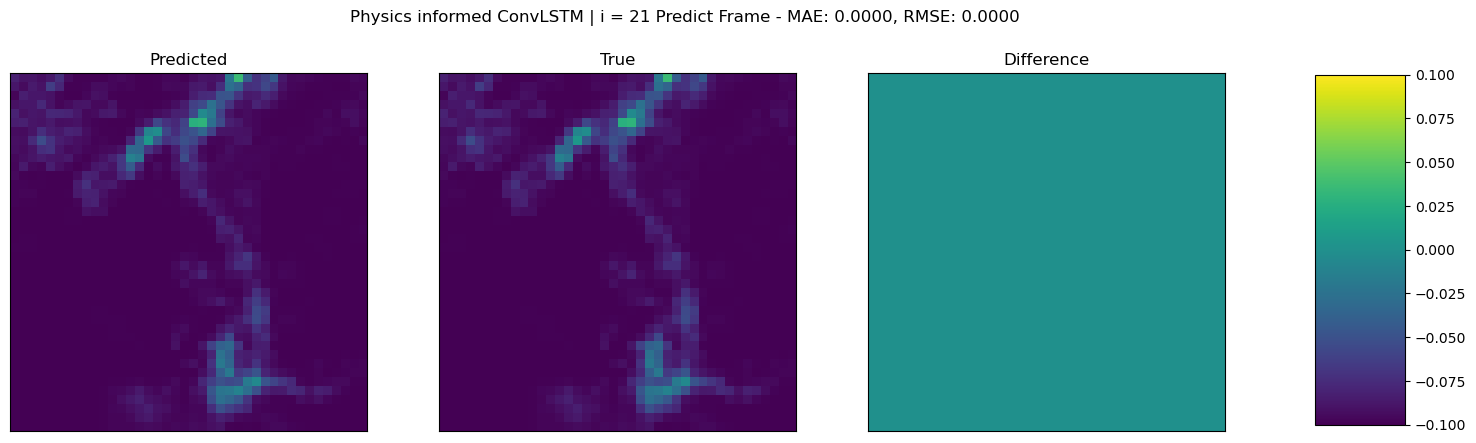 Physics informed ConvLSTM | i = 21 Predict Frame - MAE: 0.0000, RMSE: 0.0000
Predicted
True
Difference
0.100
0.075
0.050
0.025
0.000
−0.025
−0.050
−0.075
−0.100